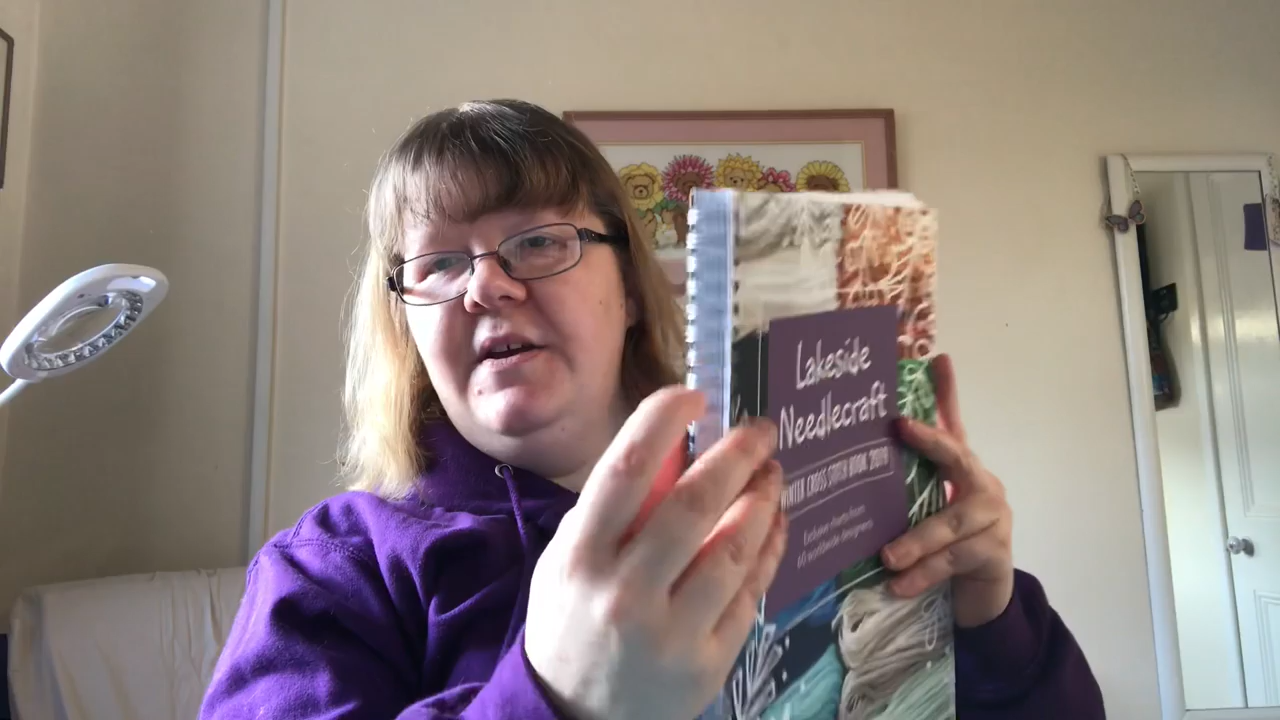 Lakeside
Needlecraft
WINTER CROSS STITCH BOOK 2019
Exclusive charts from
60 worldwide designers